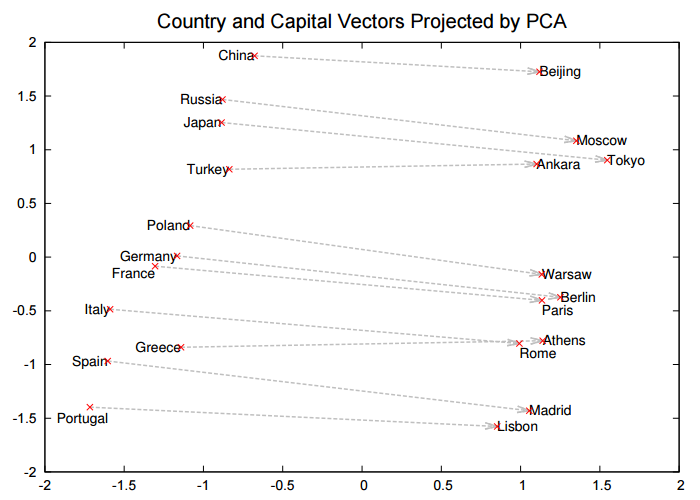 Country and Capital Vectors Projected by PCA
2
China
Beijing
1.5
Russia
Japan
Moscow
1
Tokyo
Turkey
Ankara
0.5
Poland
0
Germany
France
Warsaw
Berlin
-0.5
Italy
Paris
Greece
Athens
Rome
-1
Spain
Madrid
-1.5
Portugal
Lisbon
-2
-2 -1.5 -1 -0.5 0 0.5 1 1.5 2